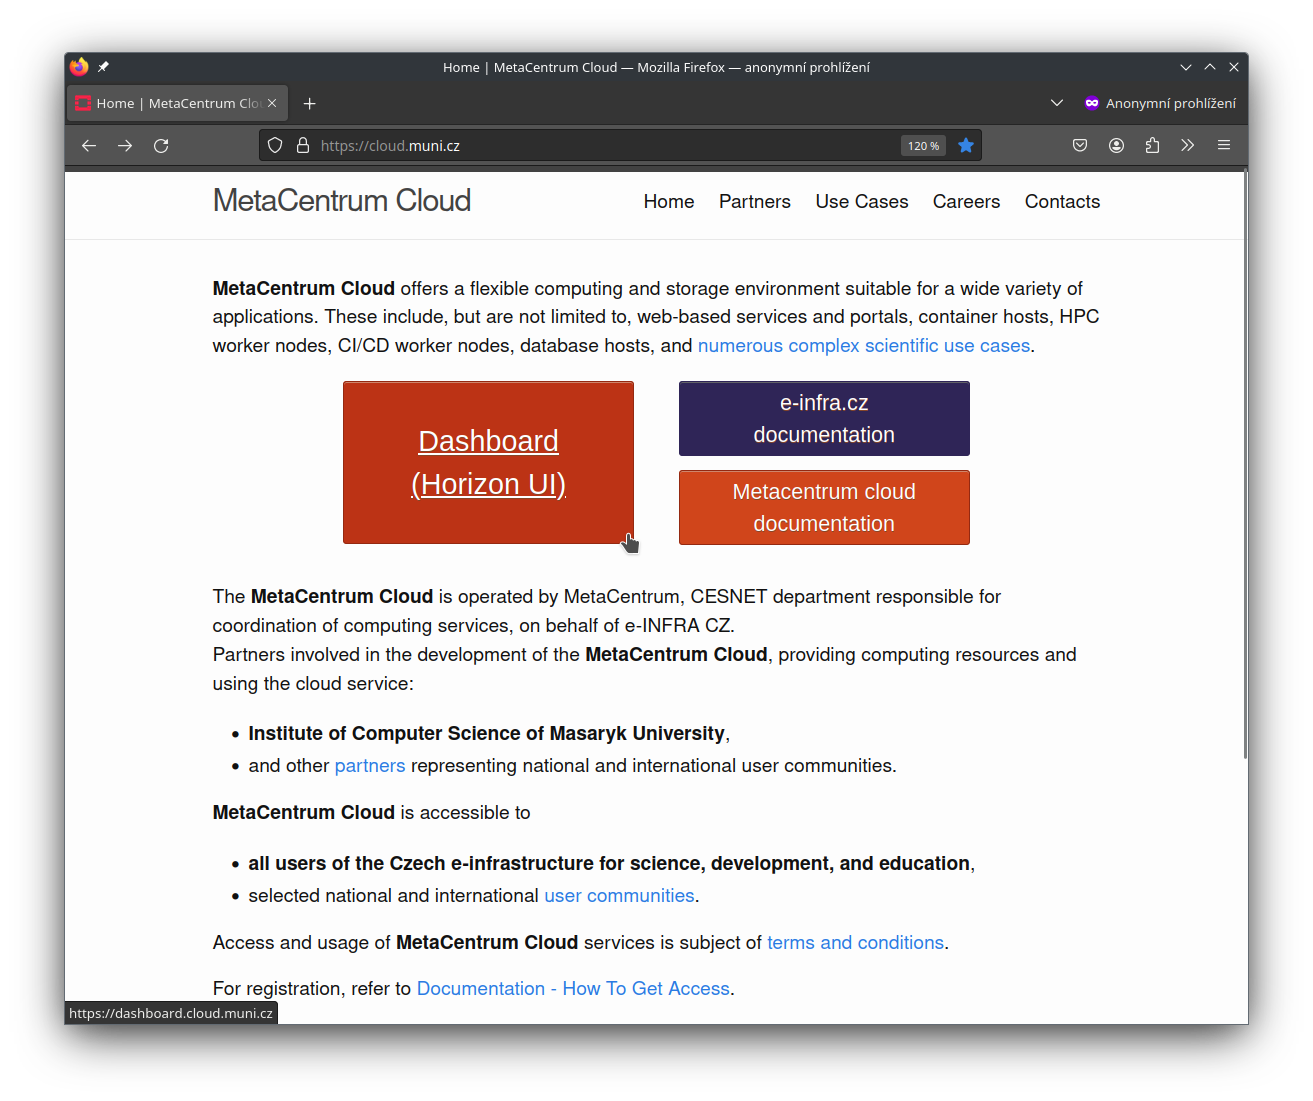 Home | MetaCentrum Cloud — Mozilla Firefox — anonymní prohlížení
Home | MetaCentrum Clo
Anonymní prohlížení
https://cloud.muni.cz
120 %
MetaCentrum Cloud
Home Partners Use Cases Careers Contacts
MetaCentrum Cloud offers a flexible computing and storage environment suitable for a wide variety of
applications. These include, but are not limited to, web-based services and portals, container hosts, HPC
worker nodes, CI/CD worker nodes, database hosts, and numerous complex scientific use cases.
Dashboard
(Horizon UI)
e-infra.cz
documentation
Metacentrum cloud
documentation
The MetaCentrum Cloud is operated by MetaCentrum, CESNET department responsible for
coordination of computing services, on behalf of e-INFRA CZ.
Partners involved in the development of the MetaCentrum Cloud, providing computing resources and
using the cloud service:
• Institute of Computer Science of Masaryk University,
• and other partners representing national and international user communities.
MetaCentrum Cloud is accessible to
• all users of the Czech e-infrastructure for science, development, and education,
• selected national and international user communities.
Access and usage of MetaCentrum Cloud services is subject of terms and conditions.
For registration, refer to Documentation - How To Get Access.
https://dashboard.cloud.muni.cz